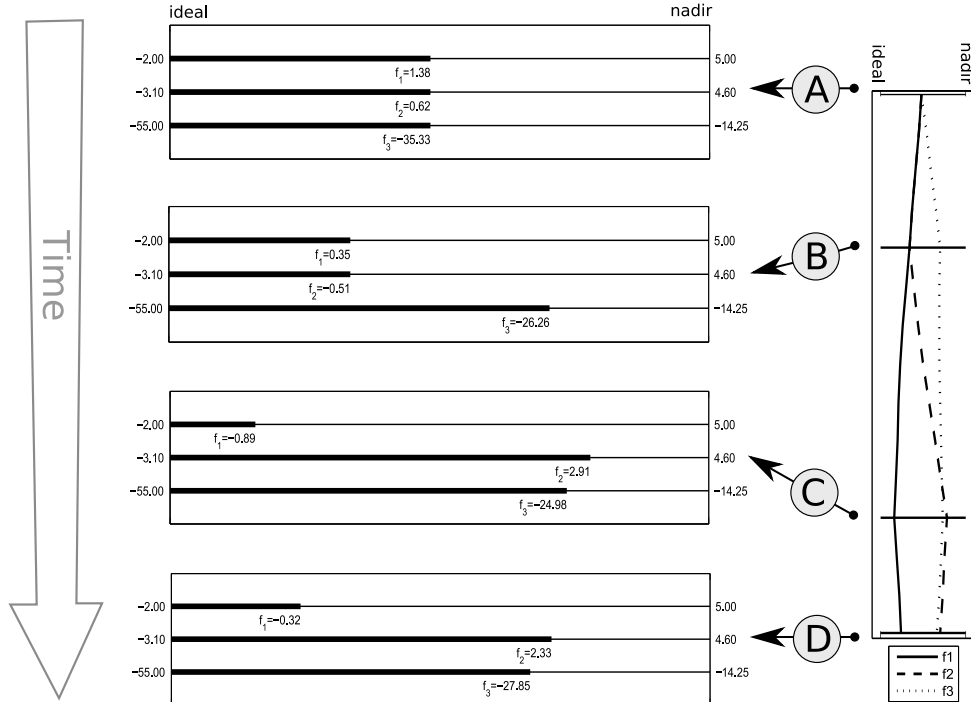 Time
ideal nadir
-2.00 5.00
f1=1.38
-3.10 4.60
f2=0.62
-55.00 -14.25
f3=-35.33
A
-2.00 5.00
f1=0.35
-3.10 4.60
f2=-0.51
-55.00 -14.25
f3=-26.26
B
-2.00 5.00
f1=-0.89
-3.10 4.60
f2=2.91
-55.00 -14.25
f3=-24.98
C
-2.00 5.00
f1=-0.32
-3.10 4.60
f2=2.33
-55.00 -14.25
f3=-27.85
D
ideal
nadir
f1
f2
f3